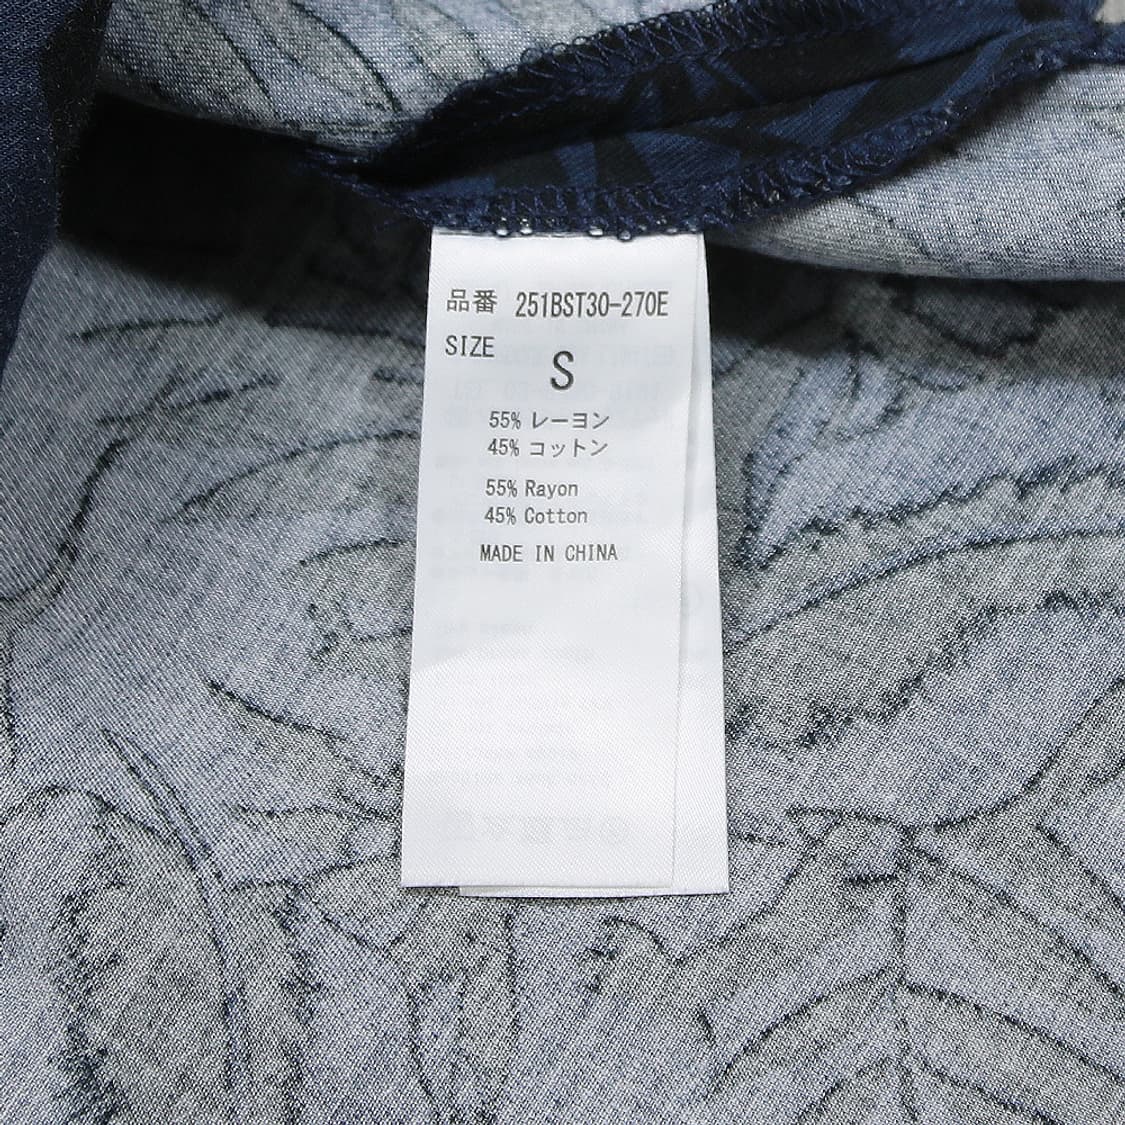 品番 251BST30-270E
SIZE
S
55% レーヨン
45% コットン
55% Rayon
45% Cotton
MADE IN CHINA